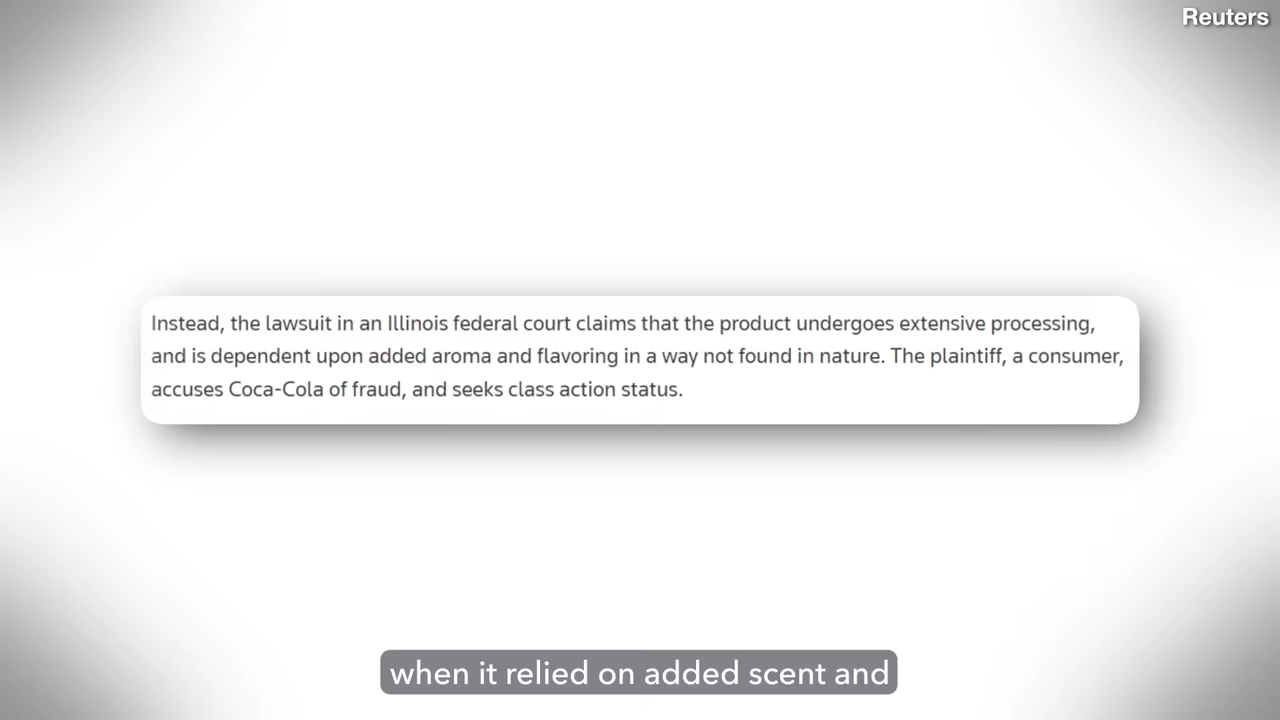 Reuters
Instead, the lawsuit in an Illinois federal court claims that the product undergoes extensive processing,
and is dependent upon added aroma and flavoring in a way not found in nature. The plaintiff, a consumer,
accuses Coca-Cola of fraud, and seeks class action status.
when it relied on added scent and